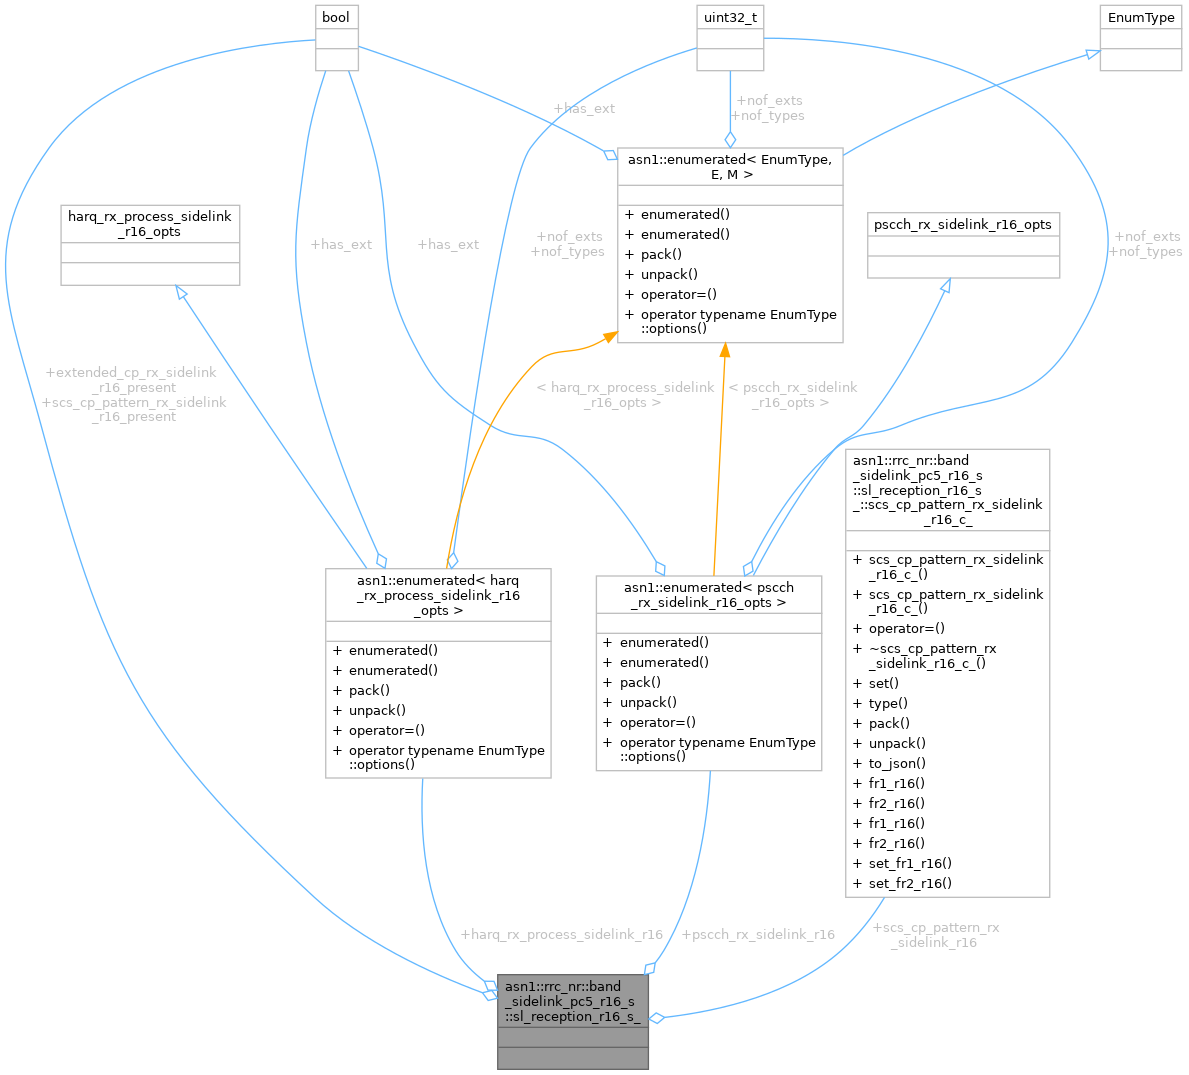 bool
uint32_t
EnumType
+has_ext
+nof_exts
+nof_types
asn1::enumerated< EnumType,
E, M >
+ enumerated()
+ enumerated()
+ pack()
+ unpack()
+ operator=()
+ operator typename EnumType
::options()
harq_rx_process_sidelink
_r16_opts
pscch_rx_sidelink_r16_opts
+has_ext
+has_ext
+nof_exts
+nof_types
+nof_exts
+nof_types
+extended_cp_rx_sidelink
_r16_present
+scs_cp_pattern_rx_sidelink
_r16_present
< harq_rx_process_sidelink
_r16_opts >
< pscch_rx_sidelink
_r16_opts >
asn1::rrc_nr::band
_sidelink_pc5_r16_s
::sl_reception_r16_s
_::scs_cp_pattern_rx_sidelink
_r16_c_
+ scs_cp_pattern_rx_sidelink
_r16_c_()
+ scs_cp_pattern_rx_sidelink
_r16_c_()
+ operator=()
+ ~scs_cp_pattern_rx
_sidelink_r16_c_()
+ set()
+ type()
+ pack()
+ unpack()
+ to_json()
+ fr1_r16()
+ fr2_r16()
+ fr1_r16()
+ fr2_r16()
+ set_fr1_r16()
+ set_fr2_r16()
asn1::enumerated< harq
_rx_process_sidelink_r16
_opts >
+ enumerated()
+ enumerated()
+ pack()
+ unpack()
+ operator=()
+ operator typename EnumType
::options()
asn1::enumerated< pscch
_rx_sidelink_r16_opts >
+ enumerated()
+ enumerated()
+ pack()
+ unpack()
+ operator=()
+ operator typename EnumType
::options()
+harq_rx_process_sidelink_r16
+pscch_rx_sidelink_r16
+scs_cp_pattern_rx
_sidelink_r16
asn1::rrc_nr::band
_sidelink_pc5_r16_s
::sl_reception_r16_s_